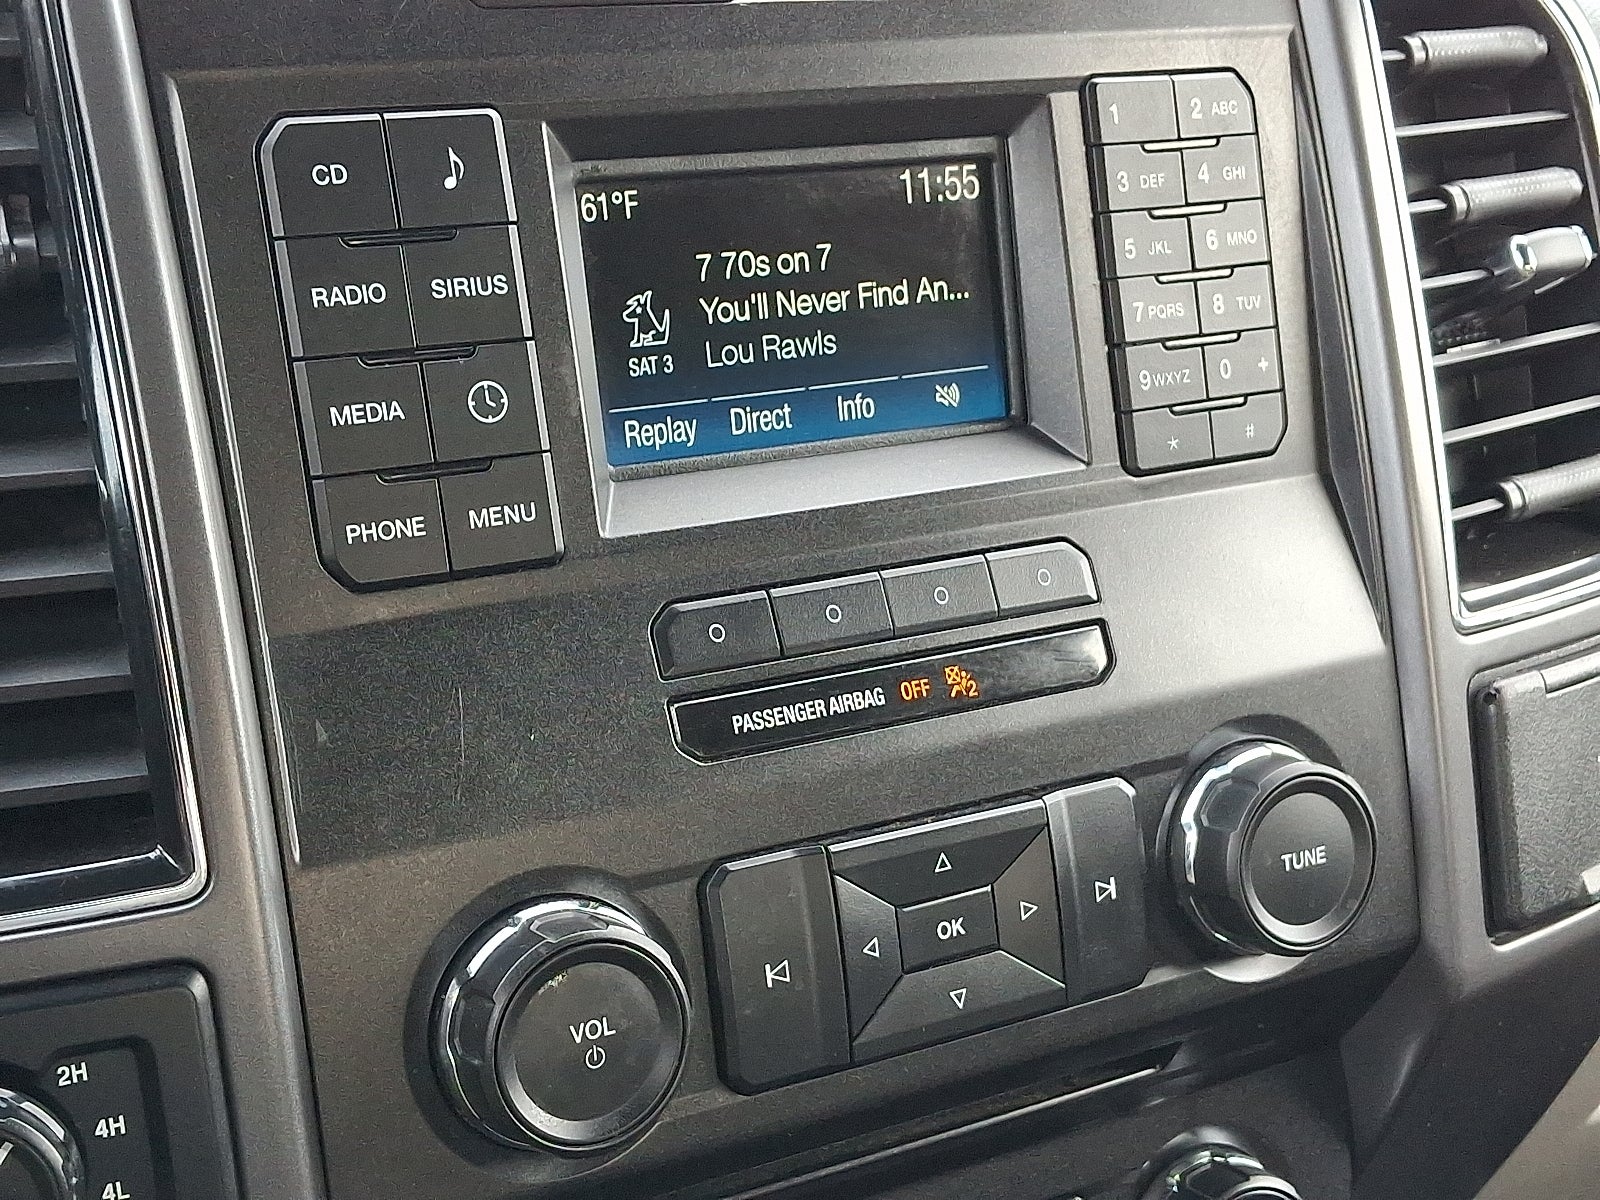 CD
RADIO SIRIUS
MEDIA
PHONE MENU
61°F 11:55
7 70s on 7
You'll Never Find An...
SAT 3 Lou Rawls
Replay Direct Info
1 2 ABC
3 DEF 4 GHI
5 JKL 6 MNO
7 PQRS 8 TUV
9 WXYZ 0 +
* #
PASSENGER AIRBAG OFF 2
TUNE
OK
VOL
2H
4H
4L